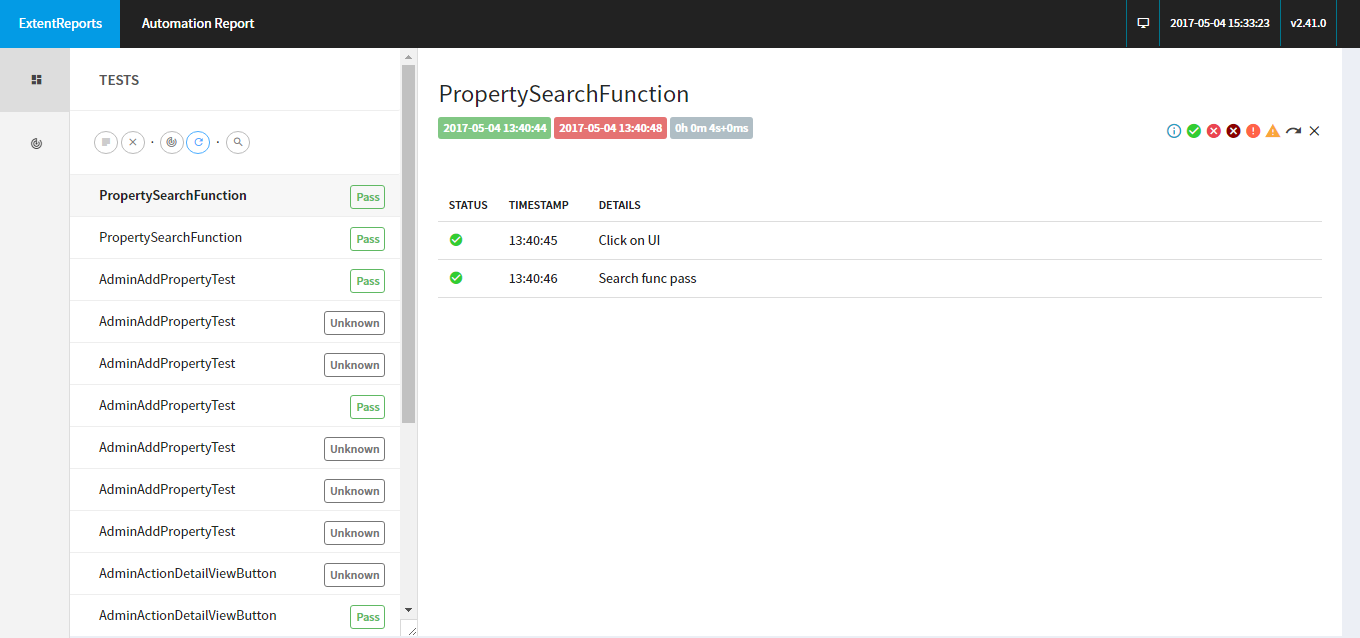 ExtentReports Automation Report 2017-05-04 15:33:23 v2.41.0
TESTS
PropertySearchFunction Pass
PropertySearchFunction Pass
AdminAddPropertyTest Pass
AdminAddPropertyTest Unknown
AdminAddPropertyTest Unknown
AdminAddPropertyTest Pass
AdminAddPropertyTest Unknown
AdminAddPropertyTest Unknown
AdminAddPropertyTest Unknown
AdminActionDetailViewButton Unknown
AdminActionDetailViewButton Pass
PropertySearchFunction
2017-05-04 13:40:44 2017-05-04 13:40:48 0h 0m 4s+0ms
STATUS TIMESTAMP DETAILS
13:40:45 Click on UI
13:40:46 Search func pass